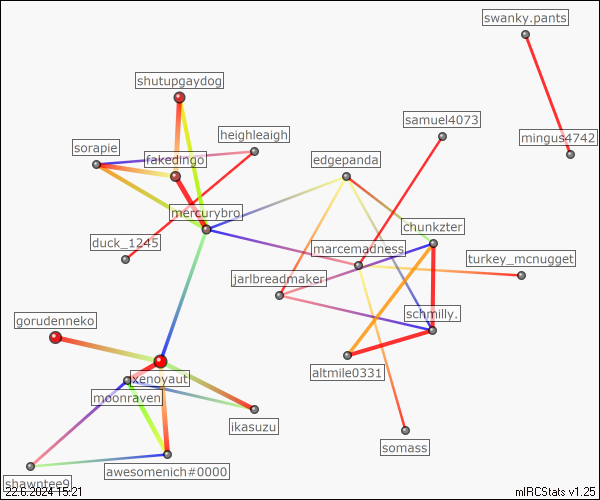 swanky.pants
shutupgaydog
samuel4073
heighleaigh
mingus4742
sorapie
fakedingo
edgepanda
mercurybro
chunkzter
duck_1245
marcemadness
turkey_mcnugget
jarlbreadmaker
schmilly.
gorudenneko
altmile0331
xenoyaut
moonraven
ikasuzu
somass
awesomenich#0000
shawntee9
22.6.2024 15:21
mIRCStats v1.25